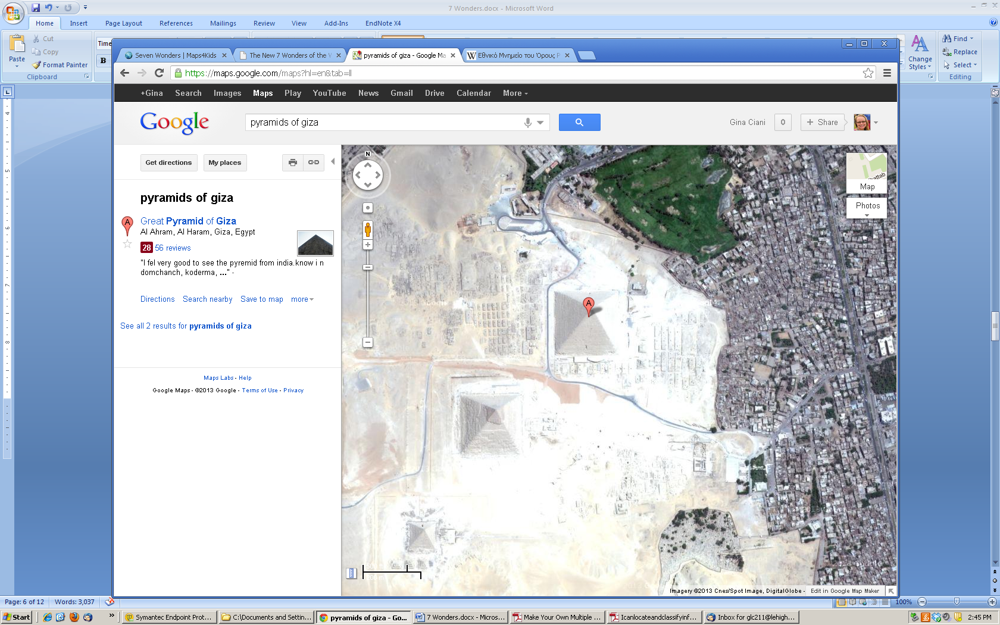 7 Wonders.docx - Microsoft Word
Home Insert Page Layout References Mailings Review View Add-Ins EndNote X4
Paste
Cut
Copy
Format Painter
Clipboard
Time
B
Change Styles
Find
Replace
Select
Editing
Seven Wonders | Maps4Kids
The New 7 Wonders of the
pyramids of giza - Google Ma
Εθνικό Μνημείο του Όρους
https://maps.google.com/maps?hl=en&tab=ll
+Gina Search Images Maps Play YouTube News Gmail Drive Calendar More
Google
pyramids of giza
Gina Ciani 0 + Share
Get directions My places
pyramids of giza
A
Great Pyramid of Giza
Al Ahram, Al Haram, Giza, Egypt
28 56 reviews
"I fel very good to see the pyremid from india.know i n
domchanch, koderma, ..." -
Directions Search nearby Save to map more
See all 2 results for pyramids of giza
Maps Labs - Help
Google Maps - ©2013 Google - Terms of Use - Privacy
N
Map
Photos
A
Imagery ©2013 Cnes/Spot Image, DigitalGlobe - Edit in Google Map Maker
Page: 6 of 12 Words: 3,037
100%
Start
Symantec Endpoint Prot...
C:\Documents and Settin...
pyramids of giza - Go...
7 Wonders.docx - Micros...
Make Your Own Multiple ...
Icanlocateandclassifyinf...
Inbox for glc211@lehigh...
2:45 PM